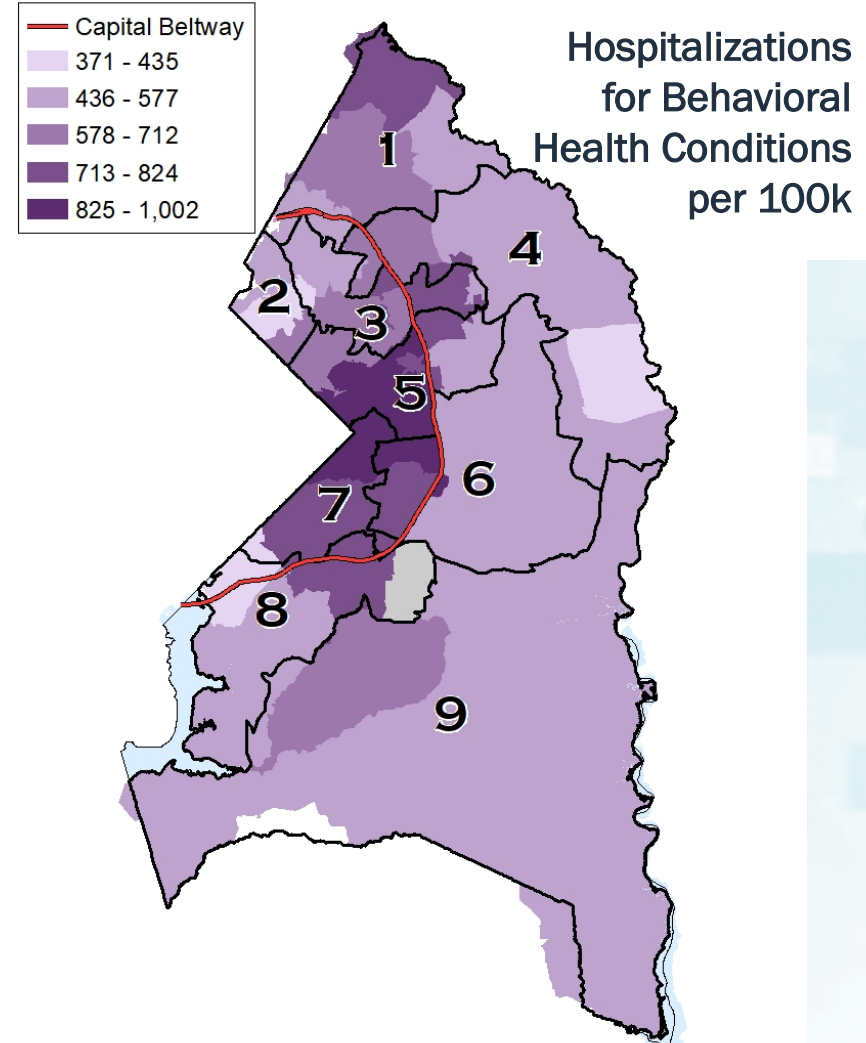 Capital Beltway
371 - 435
436 - 577
578 - 712
713 - 824
825 - 1,002
Hospitalizations
for Behavioral
Health Conditions
per 100k
1
4
2
3
5
6
7
8
9